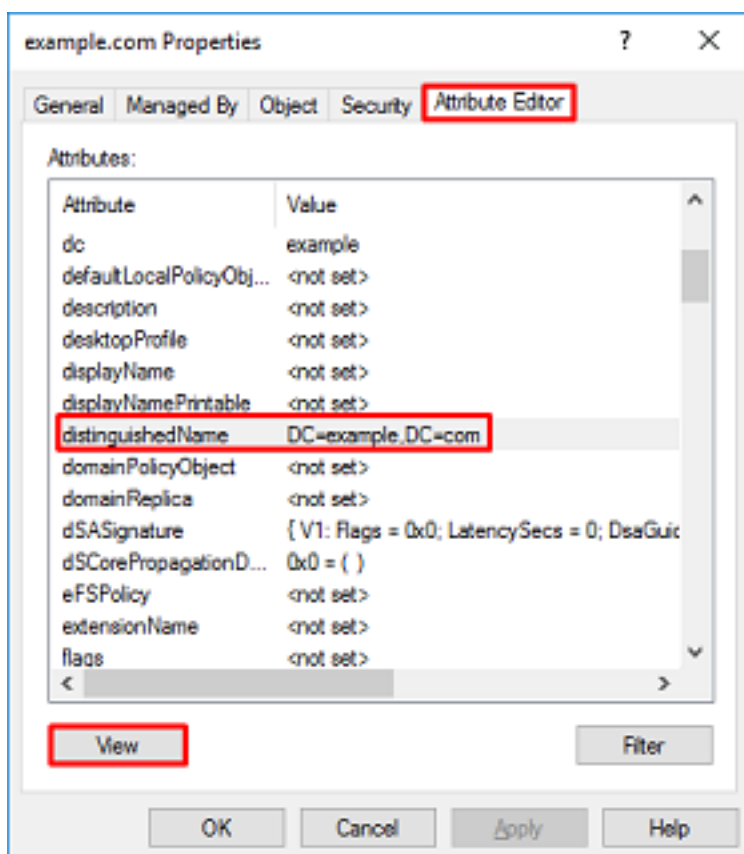 example.com Properties ? ×
General Managed By Object Security Attribute Editor
Attributes:
Attribute Value
dc example
defaultLocalPolicyObj... <not set>
description <not set>
desktopProfile <not set>
displayName <not set>
displayNamePrintable <not set>
distinguishedName DC=example,DC=com
domainPolicyObject <not set>
domainReplica <not set>
dSASignature { V1: Flags = 0x0; LatencySecs = 0; DsaGuid
dSCorePropagationD... 0x0 = ( )
eFSPolicy <not set>
extensionName <not set>
flags <not set>
View Filter
OK Cancel Apply Help